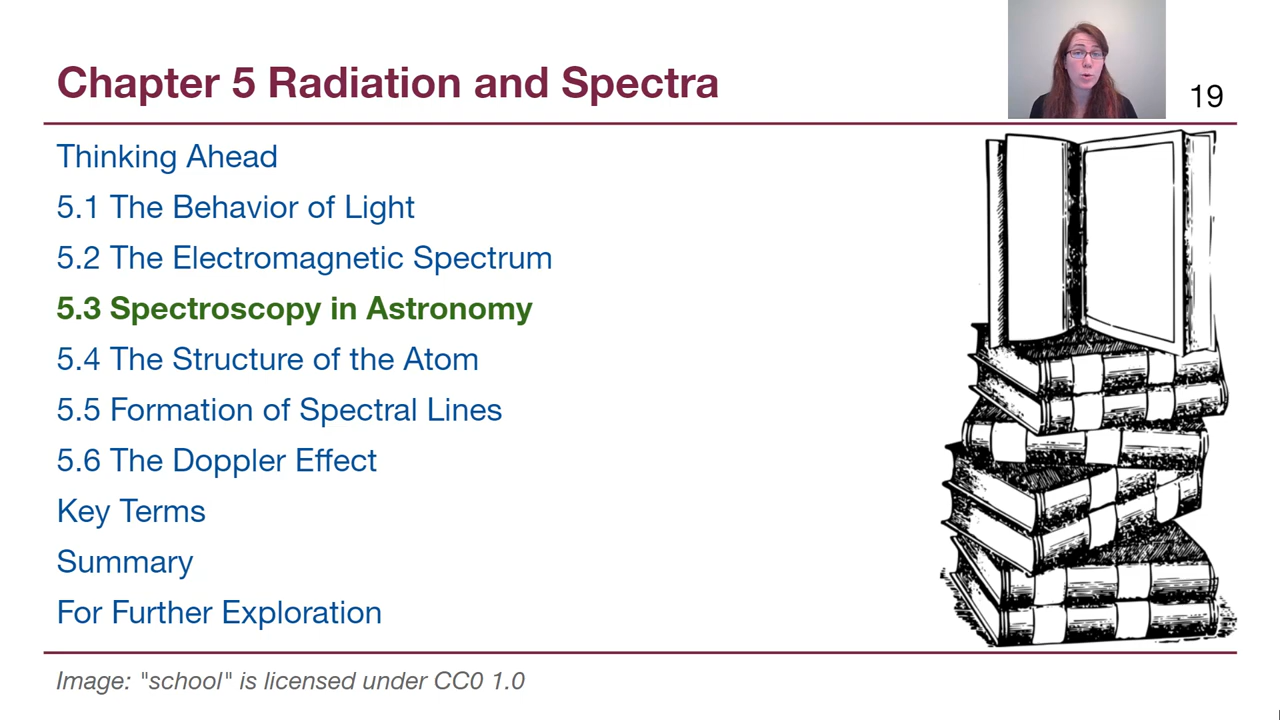 Chapter 5 Radiation and Spectra
19
Thinking Ahead
5.1 The Behavior of Light
5.2 The Electromagnetic Spectrum
5.3 Spectroscopy in Astronomy
5.4 The Structure of the Atom
5.5 Formation of Spectral Lines
5.6 The Doppler Effect
Key Terms
Summary
For Further Exploration
Image: "school" is licensed under CC0 1.0